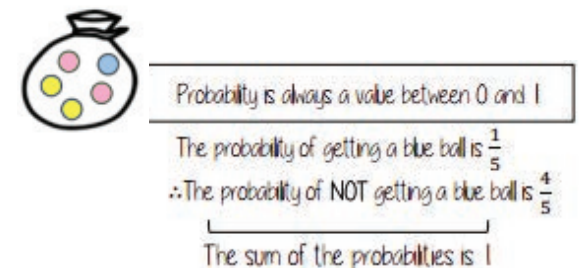 Probability is always a value between 0 and 1
The probability of getting a blue ball is 1/5
∴The probability of NOT getting a blue ball is 4/5
The sum of the probabilities is 1